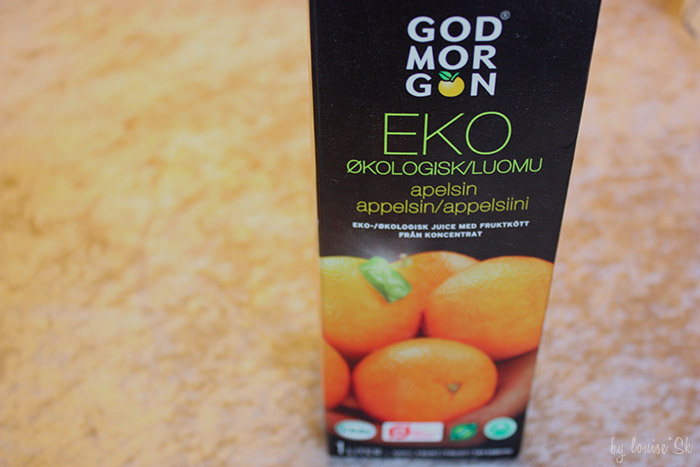 GOD®
MOR
GON
EKO
ØKOLOGISK/LUOMU
apelsin
appelsin/appelsiini
EKO-/ØKOLOGISK JUICE MED FRUKTKÖTT
FRÅN KONCENTRAT
by louise*Sk